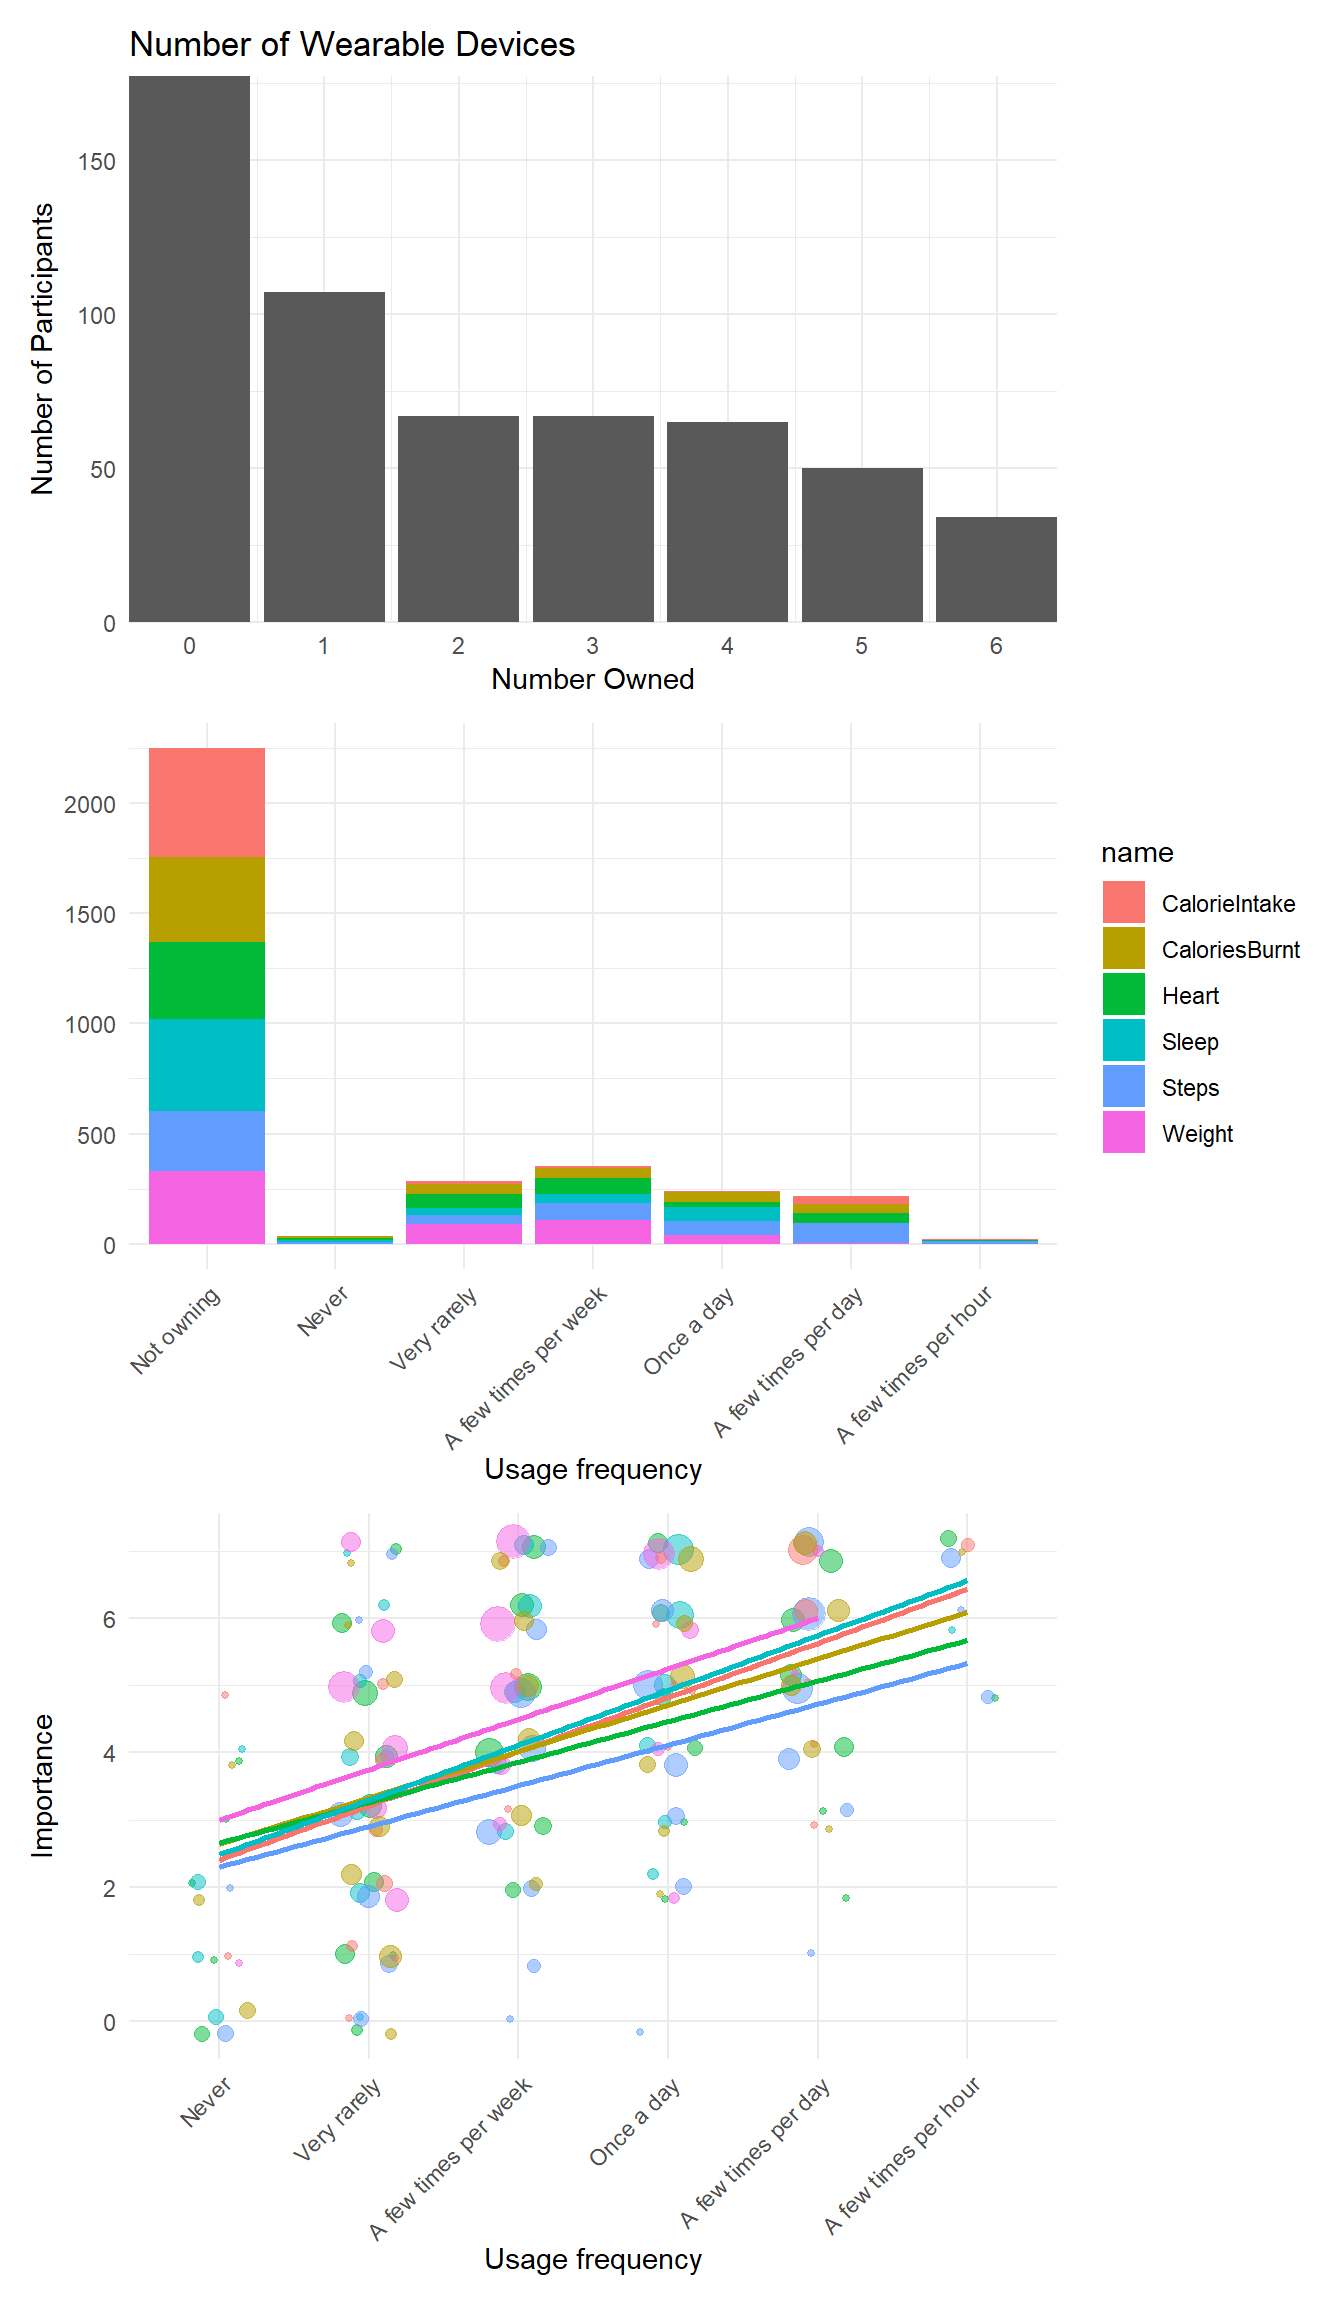 Number of Wearable Devices
Number of Participants
150
100
50
0
0 1 2 3 4 5 6
Number Owned
2000
1500
1000
500
0
Not owning
Never
Very rarely
A few times per week
Once a day
A few times per day
A few times per hour
Usage frequency
name
CalorieIntake
CaloriesBurnt
Heart
Sleep
Steps
Weight
Importance
6
4
2
0
Never
Very rarely
A few times per week
Once a day
A few times per day
A few times per hour
Usage frequency